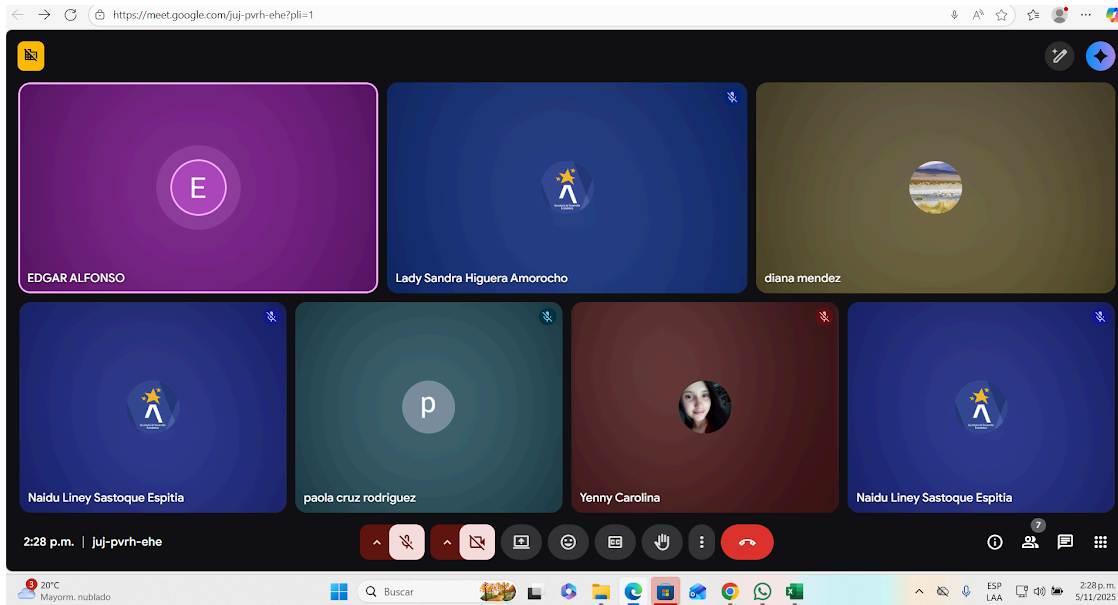 https://meet.google.com/juj-pvrh-ehe?pli=1
E
EDGAR ALFONSO
Lady Sandra Higuera Amorocho
diana mendez
Naidu Liney Sastoque Espitia
p
paola cruz rodriguez
Yenny Carolina
Naidu Liney Sastoque Espitia
2:28 p.m. | juj-pvrh-ehe
7
3
20°C
Mayorm. nublado
Buscar
ESP
LAA
2:28 p. m.
5/11/2025